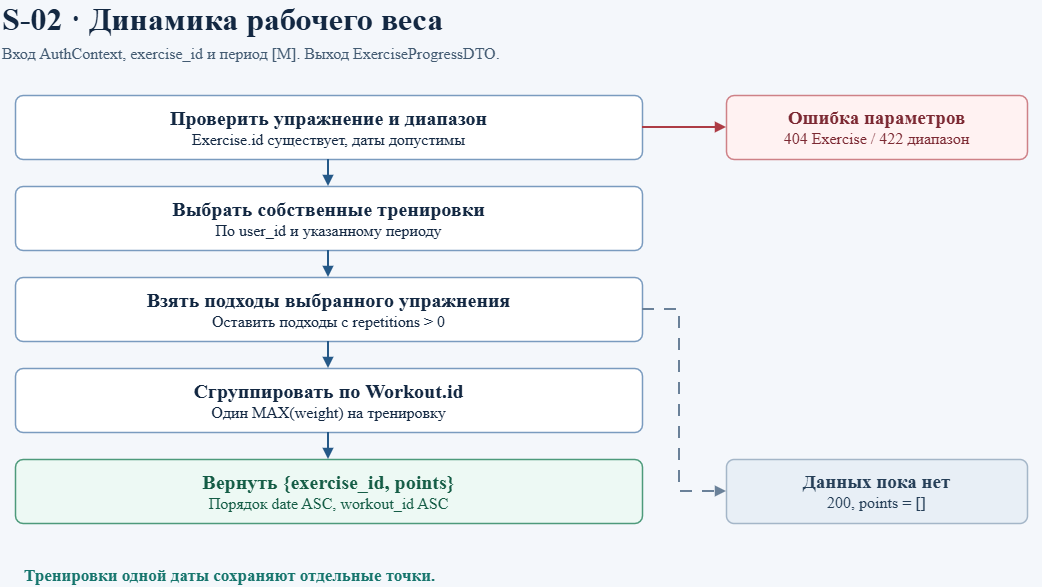 S-02 · Динамика рабочего веса
Вход AuthContext, exercise_id и период [M]. Выход ExerciseProgressDTO.
Проверить упражнение и диапазон
Exercise.id существует, даты допустимы
Ошибка параметров
404 Exercise / 422 диапазон
Выбрать собственные тренировки
По user_id и указанному периоду
Взять подходы выбранного упражнения
Оставить подходы с repetitions > 0
Сгруппировать по Workout.id
Один MAX(weight) на тренировку
Вернуть {exercise_id, points}
Порядок date ASC, workout_id ASC
Данных пока нет
200, points = []
Тренировки одной даты сохраняют отдельные точки.